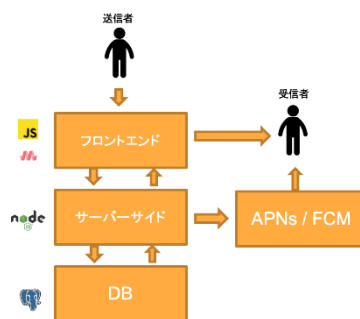 送信者
受信者
JS
フロントエンド
node
サーバーサイド
APNs / FCM
DB